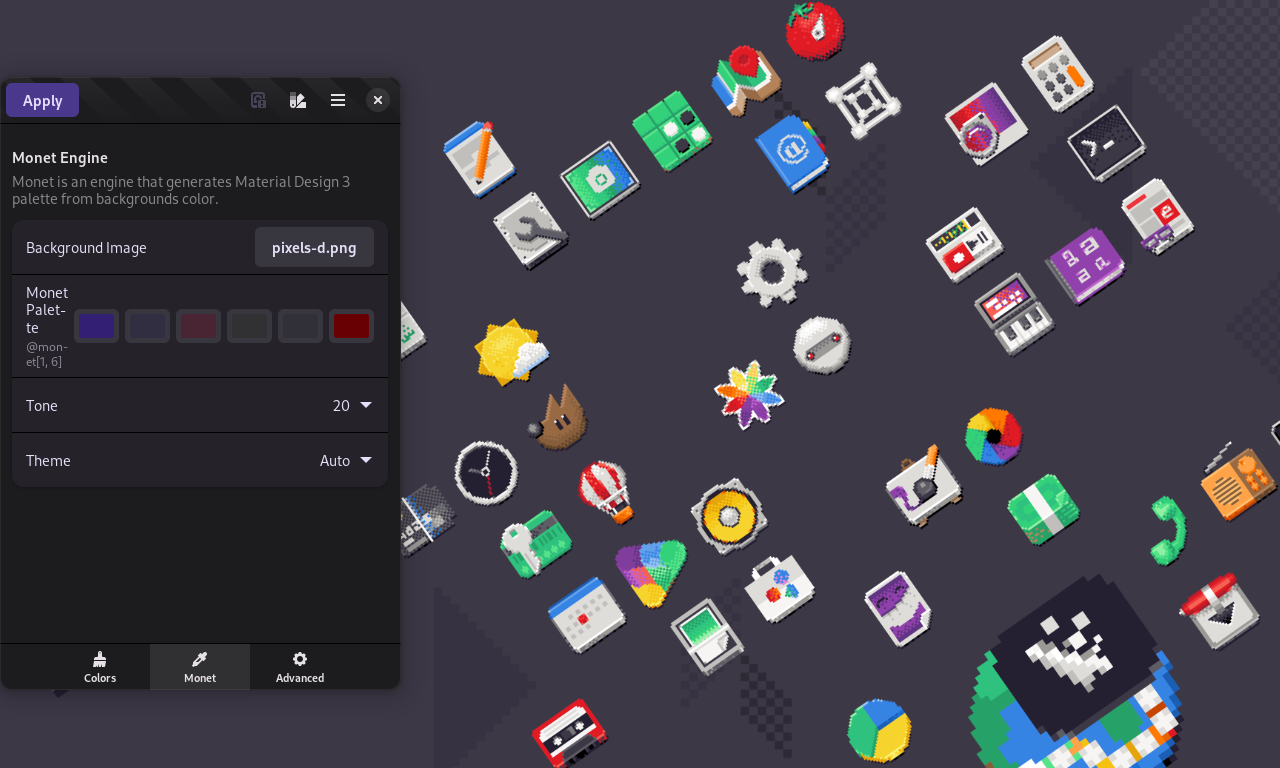 Apply
Monet Engine
Monet is an engine that generates Material Design 3
palette from backgrounds color.
Background Image
pixels-d.png
Monet
Palet-
te
@mon-
et[1, 6]
Tone
20
Theme
Auto
Colors
Monet
Advanced